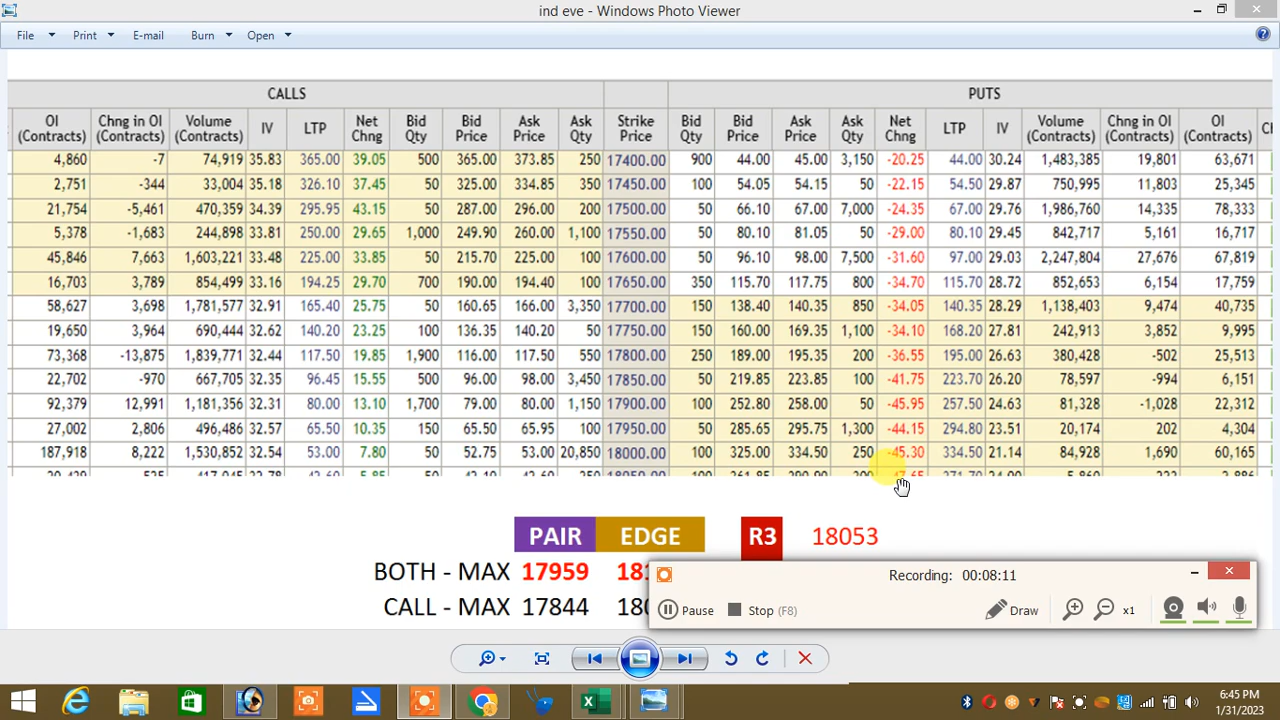 ind eve - Windows Photo Viewer
File Print E-mail Burn Open
CALLS PUTS
OI (Contracts) Chng in OI (Contracts) Volume (Contracts) IV LTP Net Chng Bid Qty Bid Price Ask Price Ask Qty Strike Price Bid Qty Bid Price Ask Price Ask Qty Net Chng LTP IV Volume (Contracts) Chng in OI (Contracts) OI (Contracts)
4,860 -7 74,919 35.83 365.00 39.05 500 365.00 373.85 250 17400.00 900 44.00 45.00 3,150 -20.25 44.00 30.24 1,483,385 19,801 63,671
2,751 -344 33,004 35.18 326.10 37.45 50 325.00 334.85 350 17450.00 100 54.05 54.15 50 -22.15 54.50 29.87 750,995 11,803 25,345
21,754 -5,461 470,359 34.39 295.95 43.15 50 287.00 296.00 200 17500.00 50 66.10 67.00 7,000 -24.35 67.00 29.76 1,986,760 14,335 78,333
5,378 -1,683 244,898 33.81 250.00 29.65 1,000 249.90 260.00 1,100 17550.00 50 80.10 81.05 50 -29.00 80.10 29.45 842,717 5,161 16,717
45,846 7,663 1,603,221 33.48 225.00 33.85 50 215.70 225.00 100 17600.00 50 96.10 98.00 7,500 -31.60 97.00 29.03 2,247,804 27,676 67,819
16,703 3,789 854,499 33.16 194.25 29.70 700 190.00 194.40 100 17650.00 350 115.70 117.75 800 -34.70 115.70 28.72 852,653 6,154 17,759
58,627 3,698 1,781,577 32.91 165.40 25.75 50 160.65 166.00 3,350 17700.00 150 138.40 140.35 850 -34.05 140.35 28.29 1,138,403 9,474 40,735
19,650 3,964 690,444 32.62 140.20 23.25 100 136.35 140.20 50 17750.00 150 160.00 169.35 1,100 -34.10 168.20 27.81 242,913 3,852 9,995
73,368 -13,875 1,839,771 32.44 117.50 19.85 1,900 116.00 117.50 550 17800.00 250 189.00 195.35 200 -36.55 195.00 26.63 380,428 -502 25,513
22,702 -970 667,705 32.35 96.45 15.55 500 96.00 98.00 3,450 17850.00 50 219.85 223.85 100 -41.75 223.70 26.20 78,597 -994 6,151
92,379 12,991 1,181,356 32.31 80.00 13.10 1,700 79.00 80.00 1,150 17900.00 100 252.80 258.00 50 -45.95 257.50 24.63 81,328 -1,028 22,312
27,002 2,806 496,486 32.57 65.50 10.35 150 65.50 65.95 100 17950.00 50 285.65 295.75 1,300 -44.15 294.80 23.51 20,174 202 4,304
187,918 8,222 1,530,852 32.54 53.00 7.80 50 52.75 53.00 20,850 18000.00 100 325.00 334.50 250 -45.30 334.50 21.14 84,928 1,690 60,165
PAIR EDGE R3 18053
BOTH - MAX 17959
CALL - MAX 17844
Recording: 00:08:11
Pause Stop (F8) Draw x1
6:45 PM
1/31/2023